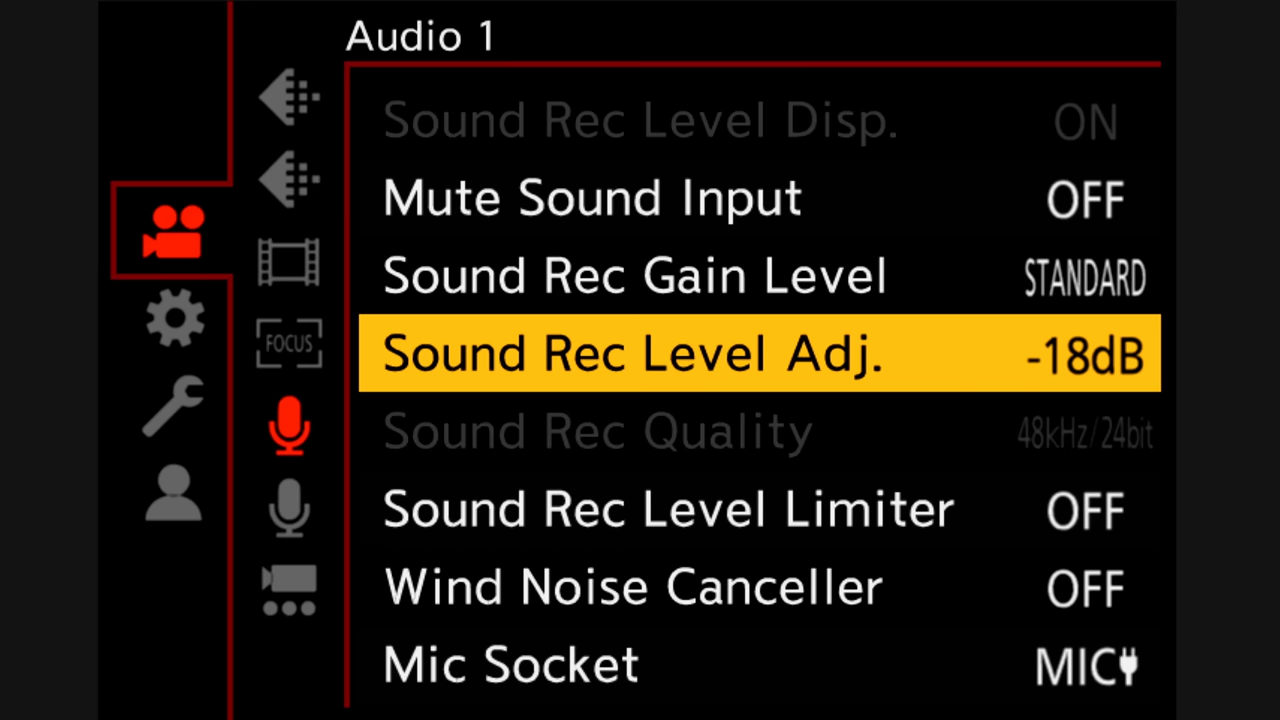 Audio 1
Sound Rec Level Disp. ON
Mute Sound Input OFF
Sound Rec Gain Level STANDARD
FOCUS
Sound Rec Level Adj. -18dB
Sound Rec Quality 48kHz/24bit
Sound Rec Level Limiter OFF
Wind Noise Canceller OFF
Mic Socket MIC